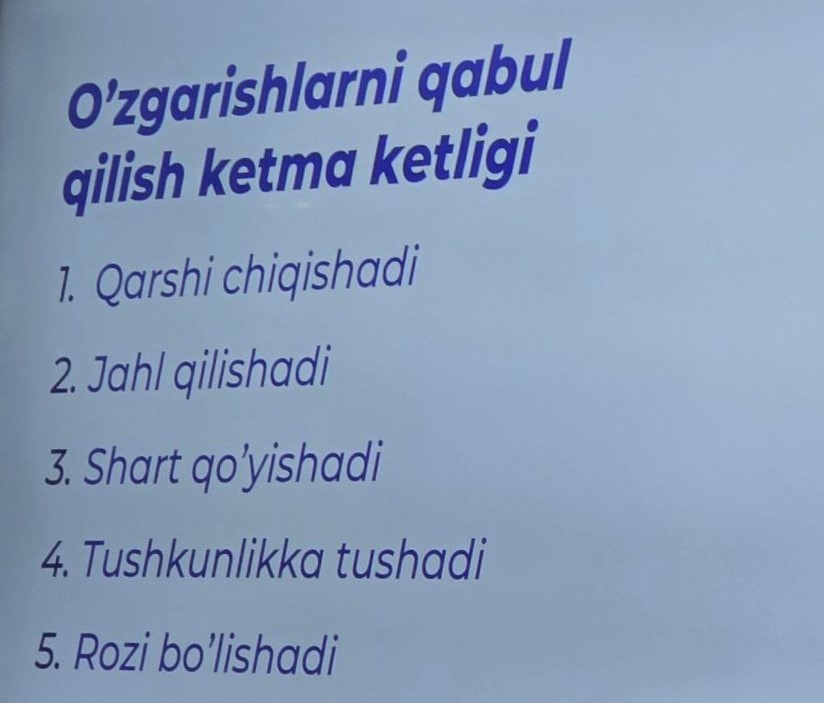 O'zgarishlarni qabul
qilish ketma ketligi
1. Qarshi chiqishadi
2. Jahl qilishadi
3. Shart qo'yishadi
4. Tushkunlikka tushadi
5. Rozi bo'lishadi